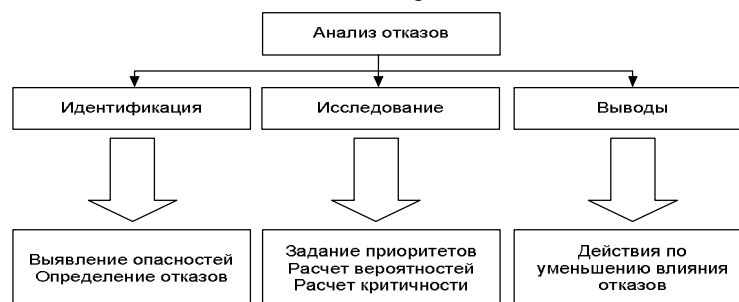 Анализ отказов
Идентификация
Исследование
Выводы
Выявление опасностей
Определение отказов
Задание приоритетов
Расчет вероятностей
Расчет критичности
Действия по
уменьшению влияния
отказов